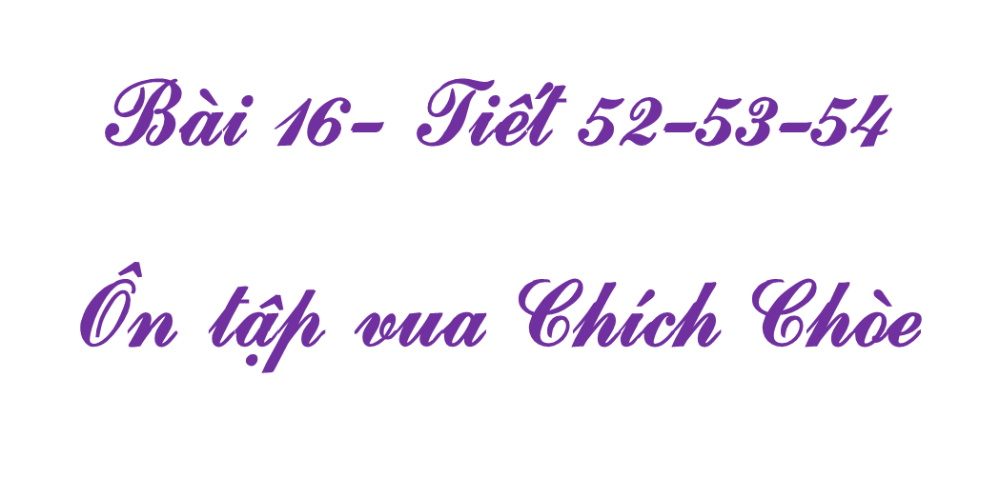 Bài 16- Tiết 52-53-54
Ôn tập vua Chích Chòe